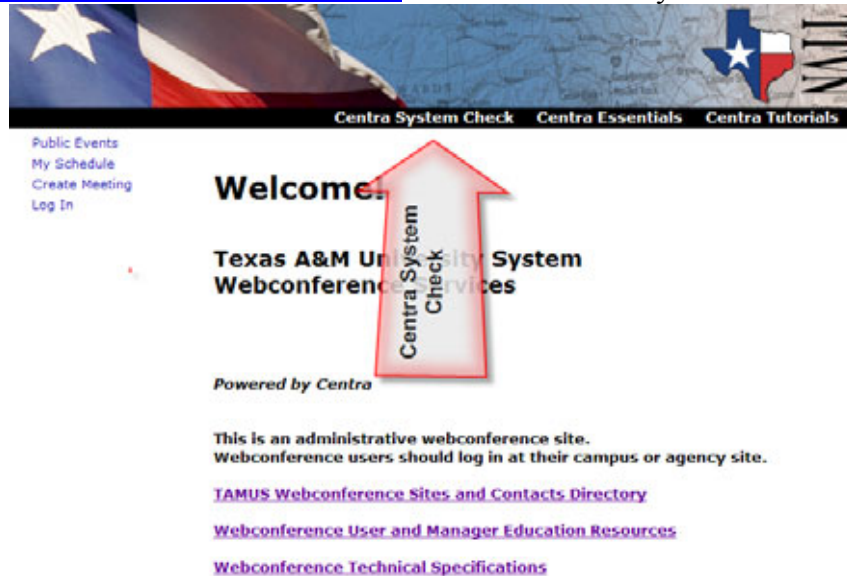 Centra System Check Centra Essentials Centra Tutorials
Public Events
My Schedule
Create Meeting
Log In
Welcome!
Texas A&M University System
Webconference Services
Centra System
Check
Powered by Centra
This is an administrative webconference site.
Webconference users should log in at their campus or agency site.
TAMUS Webconference Sites and Contacts Directory
Webconference User and Manager Education Resources
Webconference Technical Specifications